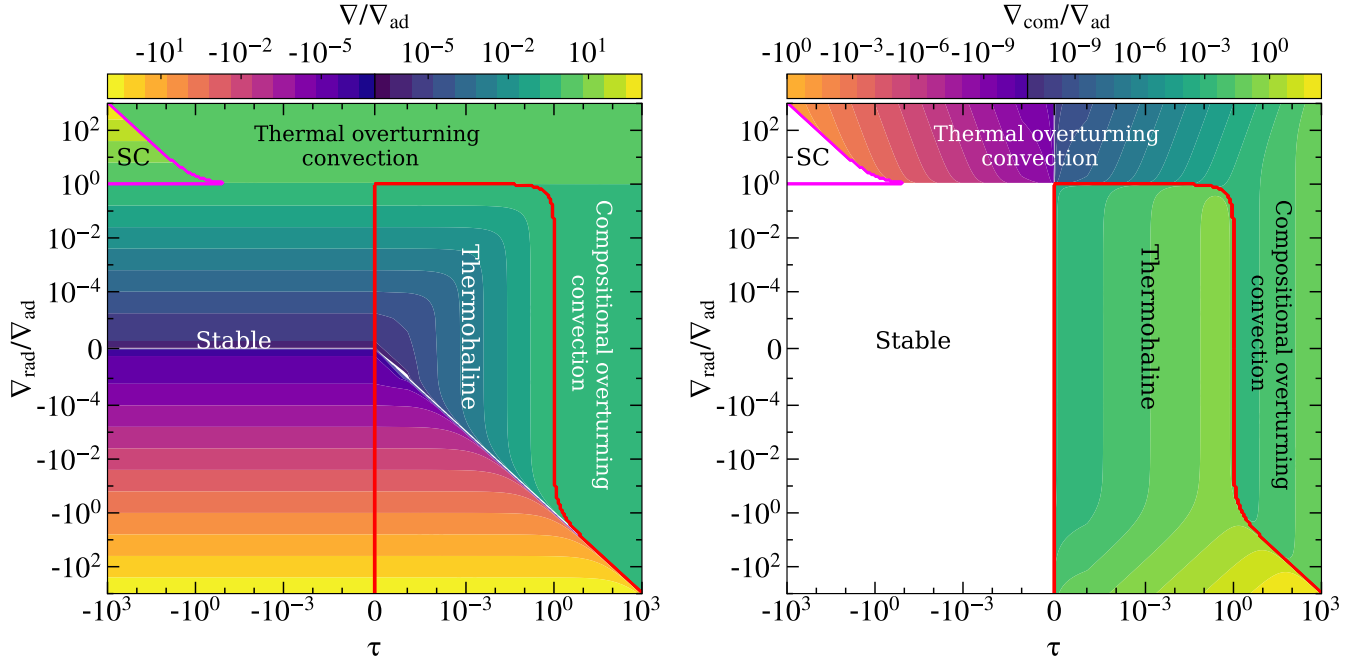 ∇/∇ad
-10¹ -10⁻² -10⁻⁵ 10⁻⁵ 10⁻² 10¹
Thermal overturning
convection
SC
Stable
Thermohaline
Compositional overturning
convection
∇rad/∇ad
10²
10⁰
10⁻²
10⁻⁴
0
-10⁻⁴
-10⁻²
-10⁰
-10²
-10³ -10⁰ -10⁻³ 0 10⁻³ 10⁰ 10³
τ
∇com/∇ad
-10⁰ -10⁻³ -10⁻⁶ -10⁻⁹ 10⁻⁹ 10⁻⁶ 10⁻³ 10⁰
Thermal overturning
convection
SC
Stable
Thermohaline
Compositional overturning
convection
∇rad/∇ad
10²
10⁰
10⁻²
10⁻⁴
0
-10⁻⁴
-10⁻²
-10⁰
-10²
-10³ -10⁰ -10⁻³ 0 10⁻³ 10⁰ 10³
τ